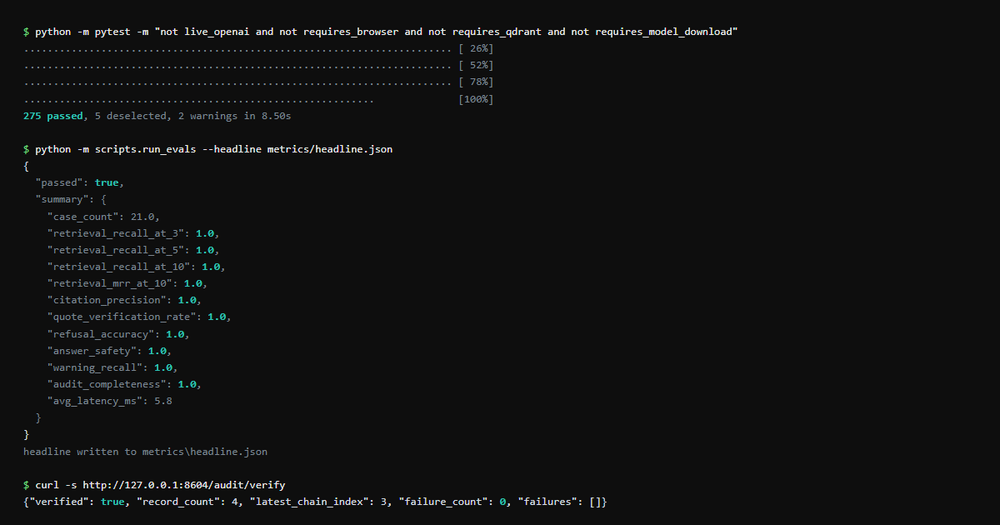 $ python -m pytest -m "not live_openai and not requires_browser and not requires_qdrant and not requires_model_download"
........................................................................ [ 26%]
........................................................................ [ 52%]
........................................................................ [ 78%]
...........................................................              [100%]
275 passed, 5 deselected, 2 warnings in 8.50s
$ python -m scripts.run_evals --headline metrics/headline.json
{
  "passed": true,
  "summary": {
    "case_count": 21.0,
    "retrieval_recall_at_3": 1.0,
    "retrieval_recall_at_5": 1.0,
    "retrieval_recall_at_10": 1.0,
    "retrieval_mrr_at_10": 1.0,
    "citation_precision": 1.0,
    "quote_verification_rate": 1.0,
    "refusal_accuracy": 1.0,
    "answer_safety": 1.0,
    "warning_recall": 1.0,
    "audit_completeness": 1.0,
    "avg_latency_ms": 5.8
  }
}
headline written to metrics\headline.json
$ curl -s http://127.0.0.1:8604/audit/verify
{"verified": true, "record_count": 4, "latest_chain_index": 3, "failure_count": 0, "failures": []}